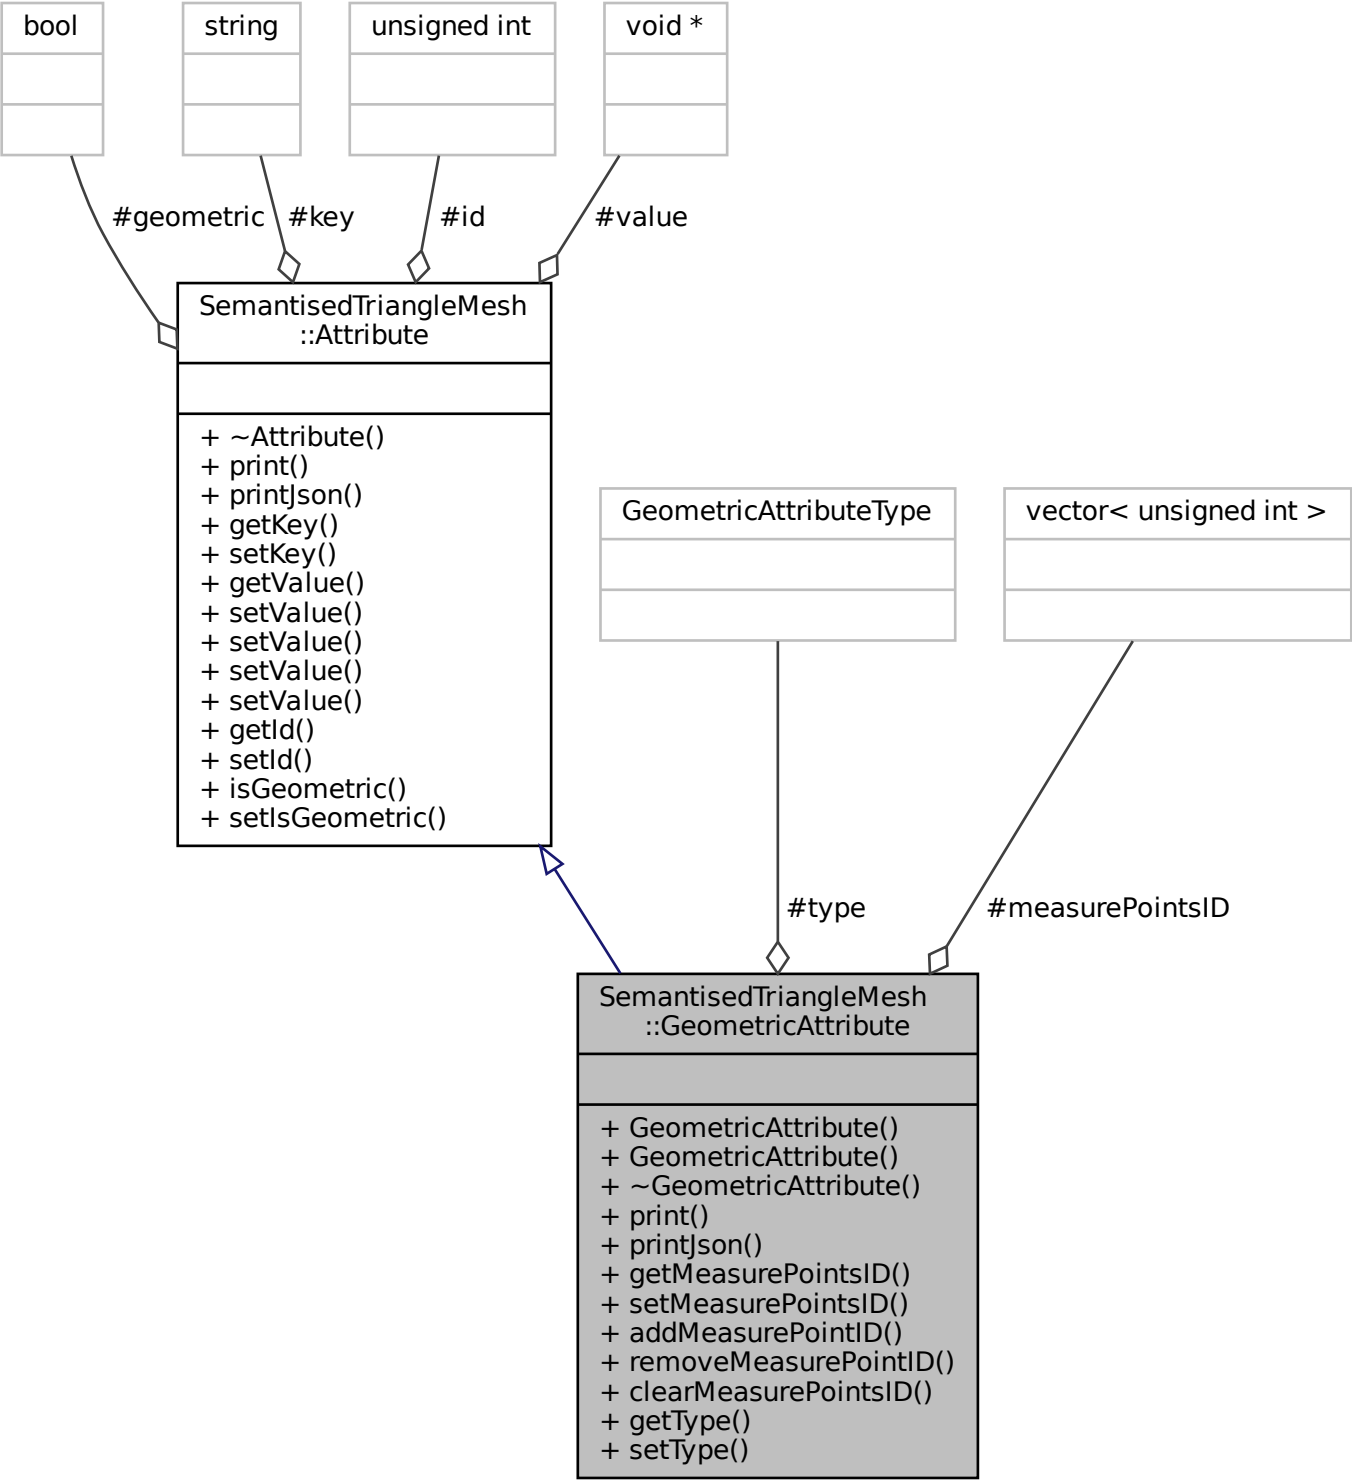 bool
string
unsigned int
void *
#geometric
#key
#id
#value
SemantisedTriangleMesh
::Attribute
+ ~Attribute()
+ print()
+ printJson()
+ getKey()
+ setKey()
+ getValue()
+ setValue()
+ setValue()
+ setValue()
+ setValue()
+ getId()
+ setId()
+ isGeometric()
+ setIsGeometric()
GeometricAttributeType
vector< unsigned int >
#type
#measurePointsID
SemantisedTriangleMesh
::GeometricAttribute
+ GeometricAttribute()
+ GeometricAttribute()
+ ~GeometricAttribute()
+ print()
+ printJson()
+ getMeasurePointsID()
+ setMeasurePointsID()
+ addMeasurePointID()
+ removeMeasurePointID()
+ clearMeasurePointsID()
+ getType()
+ setType()